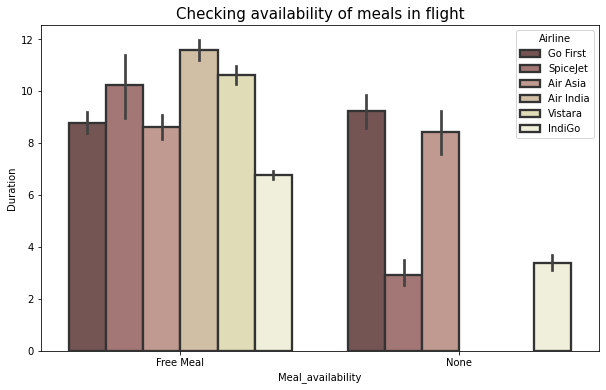 Checking availability of meals in flight
Airline
Go First
SpiceJet
Air Asia
Air India
Vistara
IndiGo
12
10
8
6
4
2
0
Duration
Free Meal
None
Meal_availability